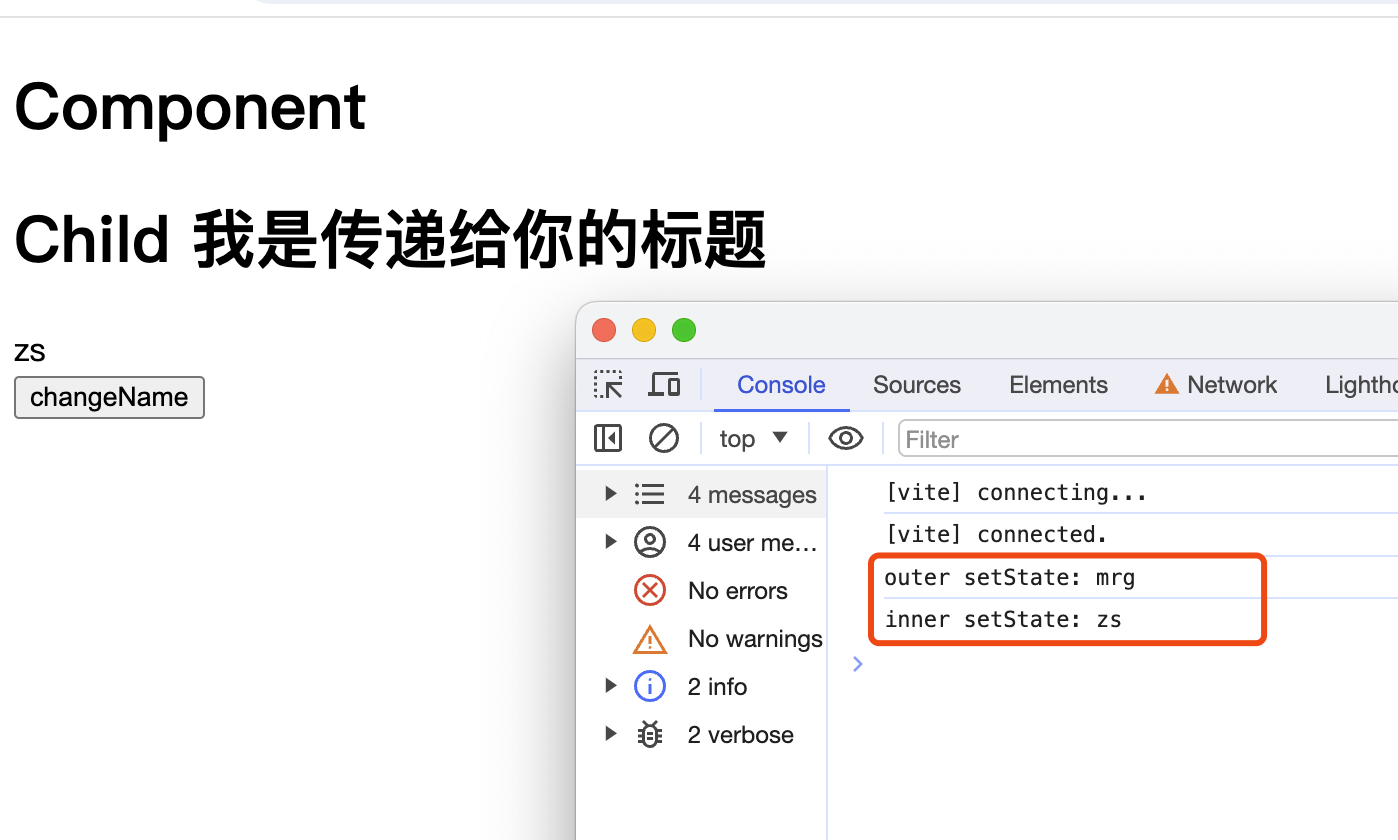 Component
Child 我是传递给你的标题
zs
changeName
Console Sources Elements Network Lighthc
top Filter
4 messages
4 user me...
No errors
No warnings
2 info
2 verbose
[vite] connecting...
[vite] connected.
outer setState: mrg
inner setState: zs